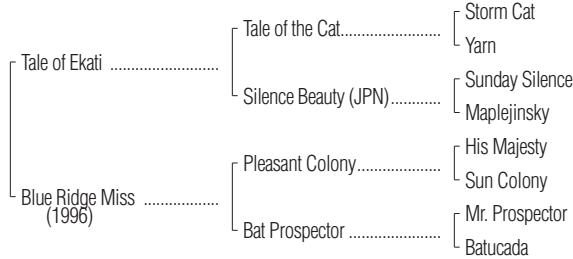 Storm Cat
Tale of the Cat....................
Yarn
Tale of Ekati ..........................
Sunday Silence
Silence Beauty (JPN)............
Maplejinsky
His Majesty
Pleasant Colony....................
Sun Colony
Blue Ridge Miss ..................
(1996)
Mr. Prospector
Bat Prospector ......................
Batucada